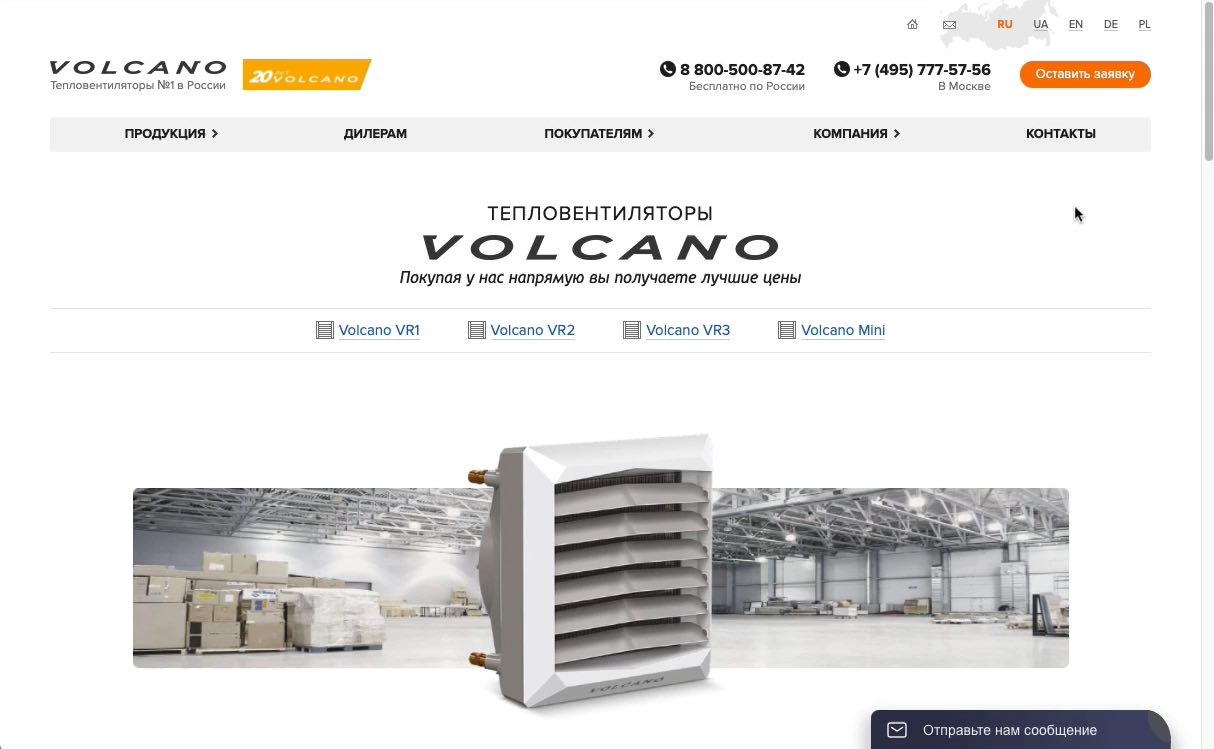 RU UA EN DE PL
VOLCANO
Тепловентиляторы №1 в России
20 VOLCANO
8 800-500-87-42
Бесплатно по России
+7 (495) 777-57-56
В Москве
Оставить заявку
ПРОДУКЦИЯ ДИЛЕРАМ ПОКУПАТЕЛЯМ КОМПАНИЯ КОНТАКТЫ
ТЕПЛОВЕНТИЛЯТОРЫ
VOLCANO
Покупая у нас напрямую вы получаете лучшие цены
Volcano VR1 Volcano VR2 Volcano VR3 Volcano Mini
VOLCANO
Отправьте нам сообщение